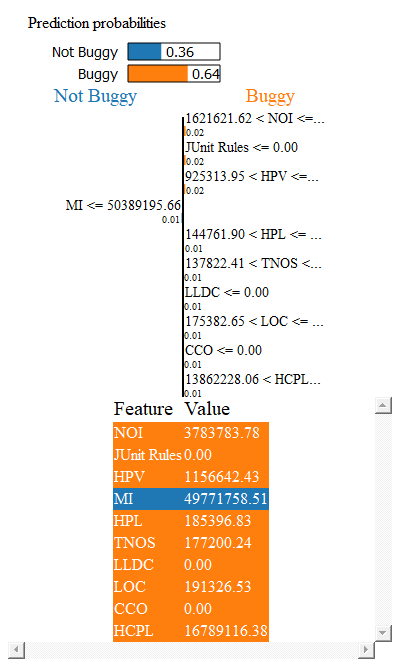 Prediction probabilities
Not Buggy 0.36
Buggy 0.64
Not Buggy Buggy
1621621.62 < NOI <=...
0.02
JUnit Rules <= 0.00
0.02
925313.95 < HPV <=...
0.02
MI <= 50389195.66
0.01
144761.90 < HPL <= ...
0.01
137822.41 < TNOS <...
0.01
LLDC <= 0.00
0.01
175382.65 < LOC <= ...
0.01
CCO <= 0.00
0.01
13862228.06 < HCPL...
0.01
Feature Value
NOI 3783783.78
JUnit Rules 0.00
HPV 1156642.43
MI 49771758.51
HPL 185396.83
TNOS 177200.24
LLDC 0.00
LOC 191326.53
CCO 0.00
HCPL 16789116.38